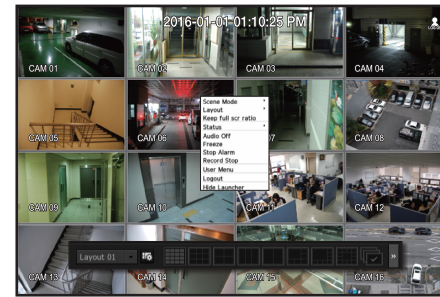 2016-01-01 01:10:25 PM
CAM 01
CAM 02
CAM 03
CAM 04
Scene Mode
Layout
Keep full scr ratio
Status
Audio Off
Freeze
Stop Alarm
Record Stop
User Menu
Logout
Hide Launcher
CAM 05
CAM 06
07
CAM 08
CAM 09
CAM 10
CAM 11
CAM 12
Layout 01
CAM 13
CAM 14
CAM 15
CAM 16